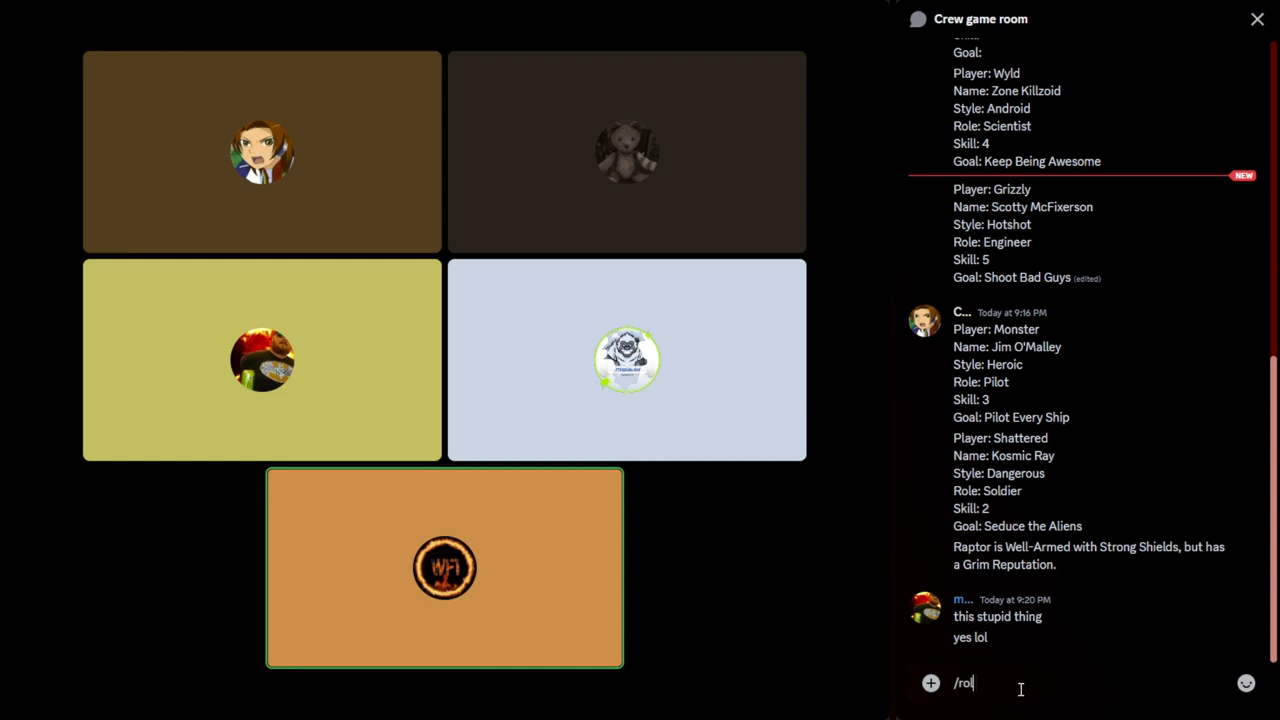 Crew game room
Goal:
Player: Wyld
Name: Zone Killzoid
Style: Android
Role: Scientist
Skill: 4
Goal: Keep Being Awesome
NEW
Player: Grizzly
Name: Scotty McFixerson
Style: Hotshot
Role: Engineer
Skill: 5
Goal: Shoot Bad Guys (edited)
C... Today at 9:16 PM
Player: Monster
Name: Jim O'Malley
Style: Heroic
Role: Pilot
Skill: 3
Goal: Pilot Every Ship
Player: Shattered
Name: Kosmic Ray
Style: Dangerous
Role: Soldier
Skill: 2
Goal: Seduce the Aliens
Raptor is Well-Armed with Strong Shields, but has
a Grim Reputation.
m... Today at 9:20 PM
this stupid thing
yes lol
/rol
WFI